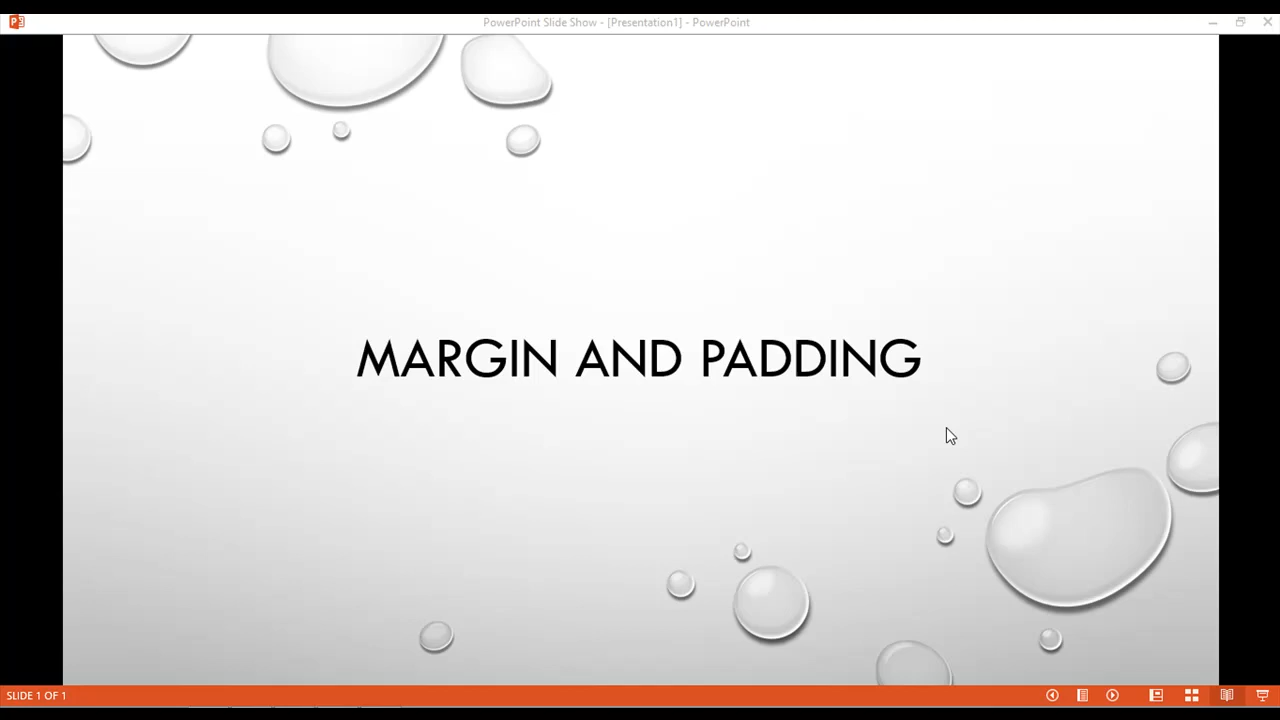 PowerPoint Slide Show - [Presentation1] - PowerPoint
MARGIN AND PADDING
SLIDE 1 OF 1